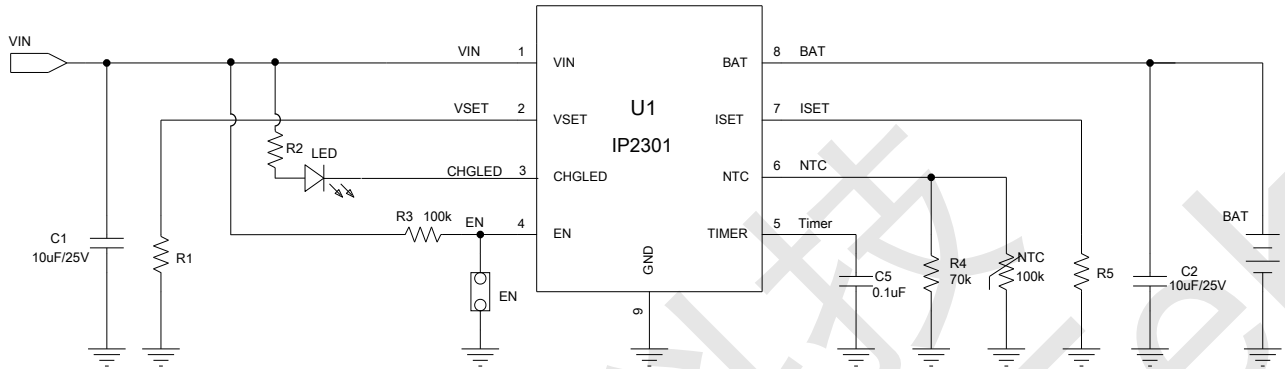 VIN
VIN 1 VIN
VSET 2 VSET
CHGLED 3 CHGLED
EN 4 EN
U1
IP2301
BAT 8 BAT
ISET 7 ISET
NTC 6 NTC
TIMER 5 Timer
GND
9
R2
LED
R3 100k
EN
C1
10uF/25V
R1
C5
0.1uF
R4
70k
NTC
100k
R5
C2
10uF/25V
BAT
技